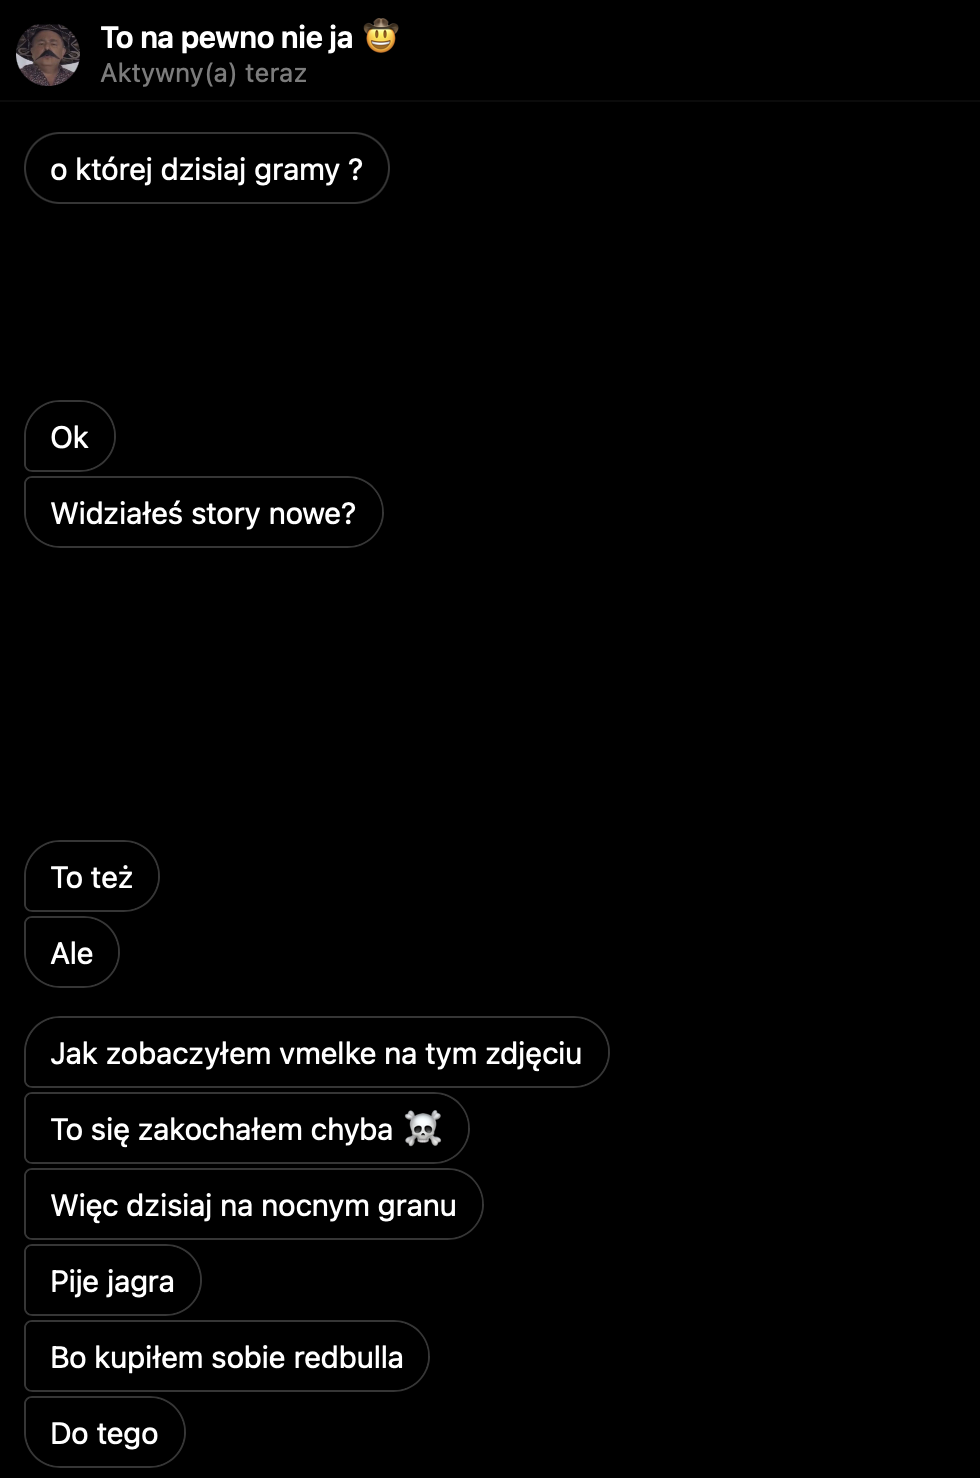 To na pewno nie ja 🤠
Aktywny(a) teraz
o której dzisiaj gramy ?
Ok
Widziałeś story nowe?
To też
Ale
Jak zobaczyłem vmelke na tym zdjęciu
To się zakochałem chyba ☠️
Więc dzisiaj na nocnym granu
Pije jagra
Bo kupiłem sobie redbulla
Do tego